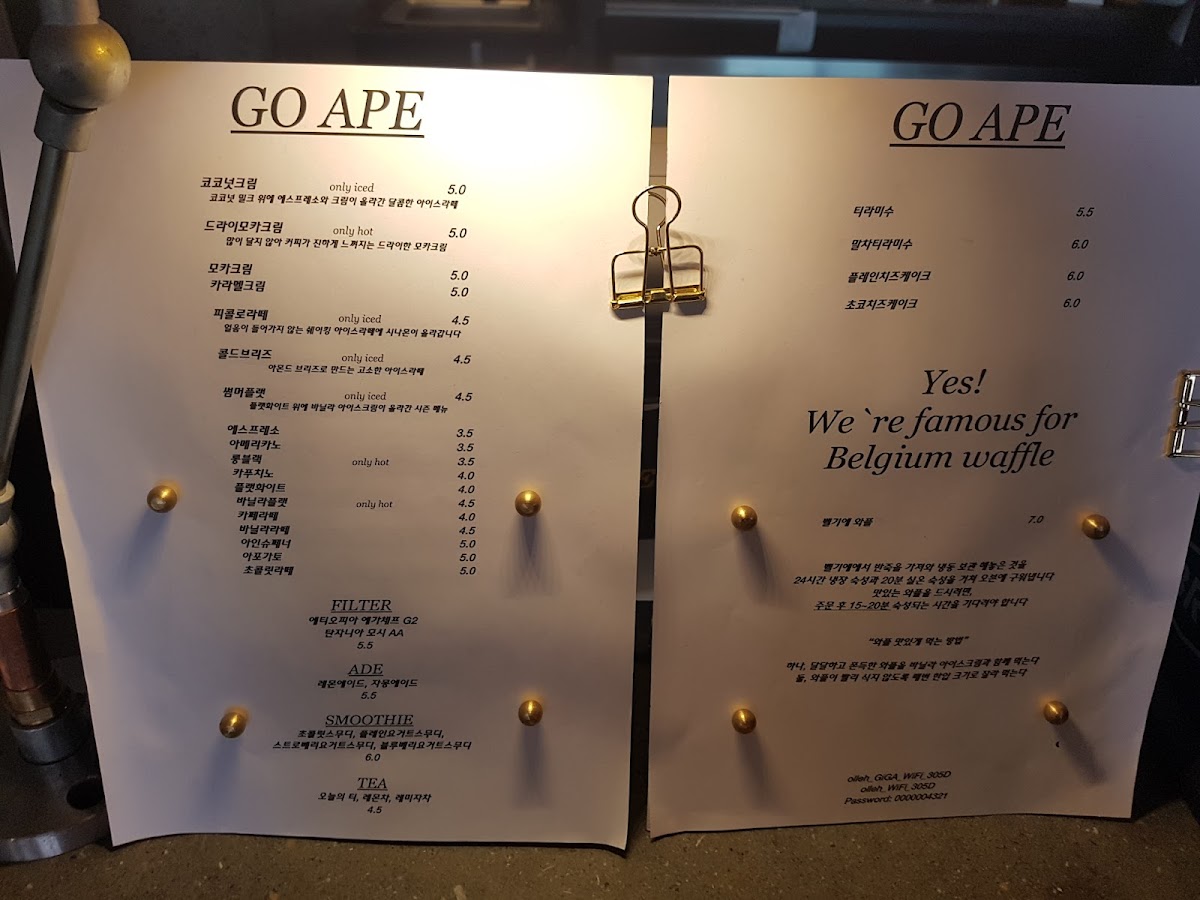 GO APE
코코넛크림 only iced 5.0
코코넛 밀크 위에 에스프레소와 크림이 올라간 달콤한 아이스라떼
드라이모카크림 only hot 5.0
많이 달지 않아 커피가 진하게 느껴지는 드라이한 모카크림
모카크림 5.0
카라멜크림 5.0
피콜로라떼 only iced 4.5
얼음이 들어가지 않는 쉐이킹 아이스라떼에 시나몬이 올라갑니다
콜드브리즈 only iced 4.5
아몬드 브리즈로 만드는 고소한 아이스라떼
썸머플랫 only iced 4.5
플랫화이트 위에 바닐라 아이스크림이 올라간 시즌 메뉴
에스프레소 3.5
아메리카노 3.5
롱블랙 only hot 3.5
카푸치노 4.0
플랫화이트 4.0
바닐라플랫 only hot 4.5
카페라떼 4.0
바닐라라떼 4.5
아인슈페너 5.0
아포가토 5.0
초콜릿라떼 5.0
FILTER
에티오피아 예가체프 G2
탄자니아 모시 AA
5.5
ADE
레몬에이드, 자몽에이드
5.5
SMOOTHIE
초콜릿스무디, 플레인요거트스무디,
스트로베리요거트스무디, 블루베리요거트스무디
6.0
TEA
오늘의 티, 레몬차, 레미자차
4.5
GO APE
티라미수 5.5
말차티라미수 6.0
플레인치즈케이크 6.0
초코치즈케이크 6.0
Yes!
We `re famous for
Belgium waffle
벨기에 와플 7.0
벨기에에서 반죽을 가져와 냉동 보관 해놓은 것을
24시간 냉장 숙성과 20분 실온 숙성을 거쳐 오븐에 구워냅니다
맛있는 와플을 드시려면,
주문 후 15~20분 숙성되는 시간을 기다려야 합니다
"와플 맛있게 먹는 방법"
하나, 달달하고 쫀득한 와플을 바닐라 아이스크림과 함께 먹는다
둘, 와플이 빨리 식지 않도록 매번 한입 크기로 잘라 먹는다
olleh_GiGA_WiFi_305D
olleh_WiFi_305D
Password: 0000004321